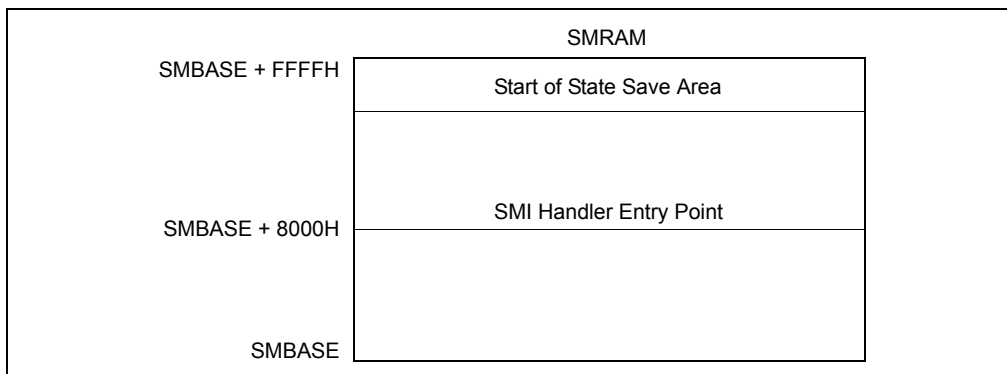 SMRAM
SMBASE + FFFFH
Start of State Save Area
SMI Handler Entry Point
SMBASE + 8000H
SMBASE